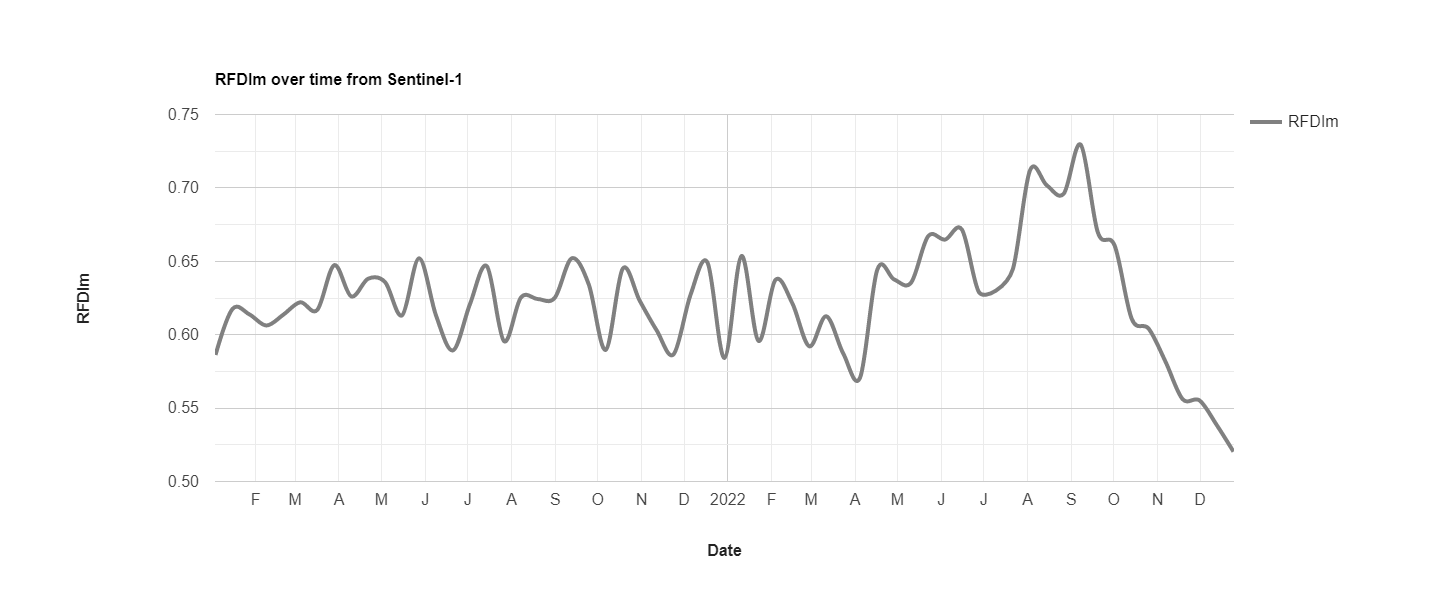 RFDIm over time from Sentinel-1
RFDIm
0.75
0.70
0.65
0.60
0.55
0.50
RFDIm
F M A M J J A S O N D 2022 F M A M J J A S O N D
Date